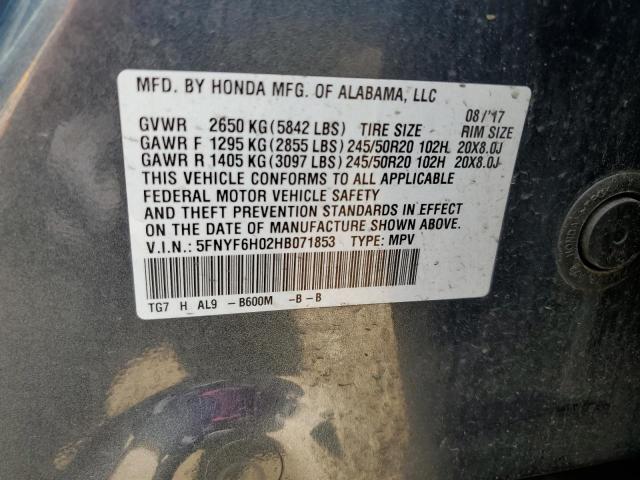 MFD. BY HONDA MFG. OF ALABAMA, LLC
08/'17
GVWR 2650 KG(5842 LBS) TIRE SIZE RIM SIZE
GAWR F 1295 KG(2855 LBS)245/50R20 102H 20X8.0J
GAWR R 1405 KG(3097 LBS)245/50R20 102H 20X8.0J
THIS VEHICLE CONFORMS TO ALL APPLICABLE
FEDERAL MOTOR VEHICLE SAFETY
AND THEFT PREVENTION STANDARDS IN EFFECT
ON THE DATE OF MANUFACTURE SHOWN ABOVE.
V.I.N.: 5FNYF6H02HB071853 TYPE: MPV
TG7 H AL9 -B600M -B-B